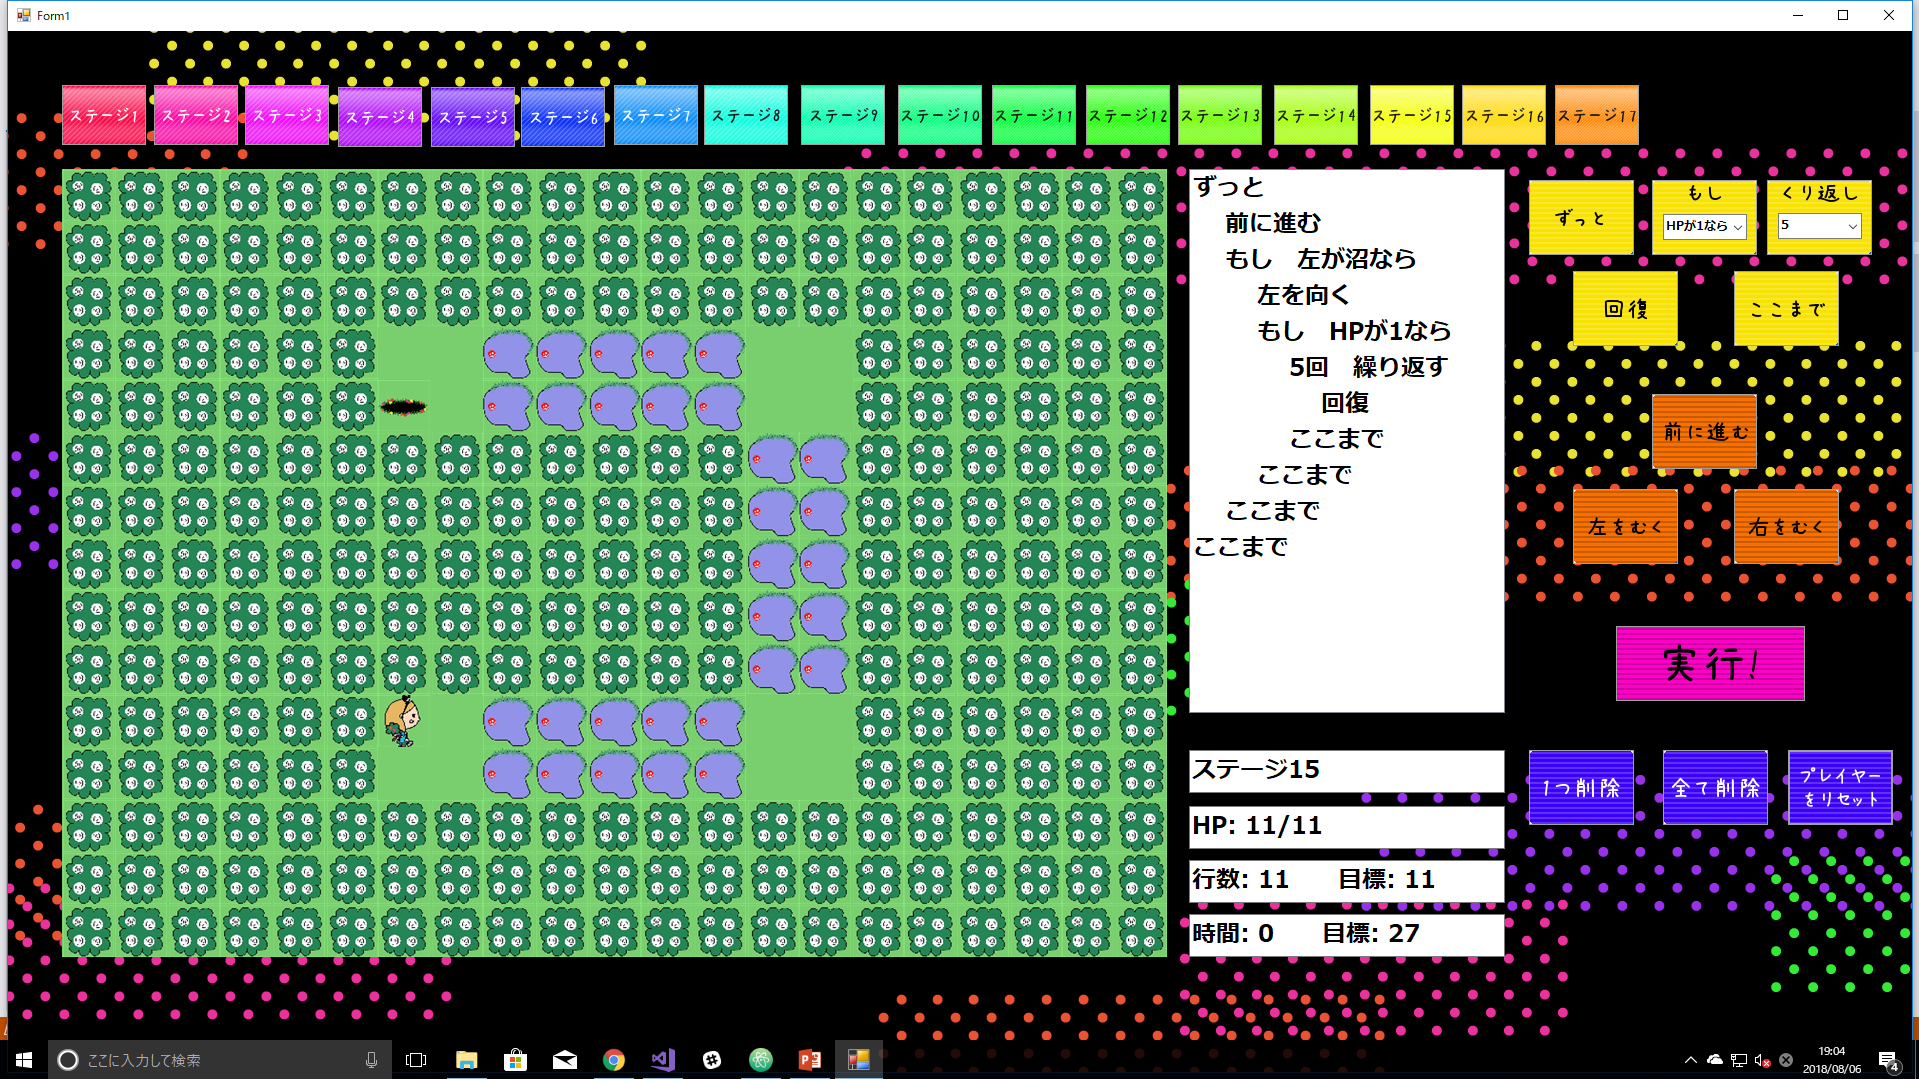 Form1
ステージ1
ステージ2
ステージ3
ステージ4
ステージ5
ステージ6
ステージ7
ステージ8
ステージ9
ステージ10
ステージ11
ステージ12
ステージ13
ステージ14
ステージ15
ステージ16
ステージ17
ずっと
前に進む
もし　左が沼なら
左を向く
もし　HPが1なら
5回　繰り返す
回復
ここまで
ここまで
ここまで
ここまで
ずっと
もし
HPが1なら
くり返し
5
回復
ここまで
前に進む
左をむく
右をむく
実行!
ステージ15
HP: 11/11
行数: 11　目標: 11
時間: 0　目標: 27
1つ削除
全て削除
プレイヤー
をリセット
ここに入力して検索
19:04
2018/08/06
4